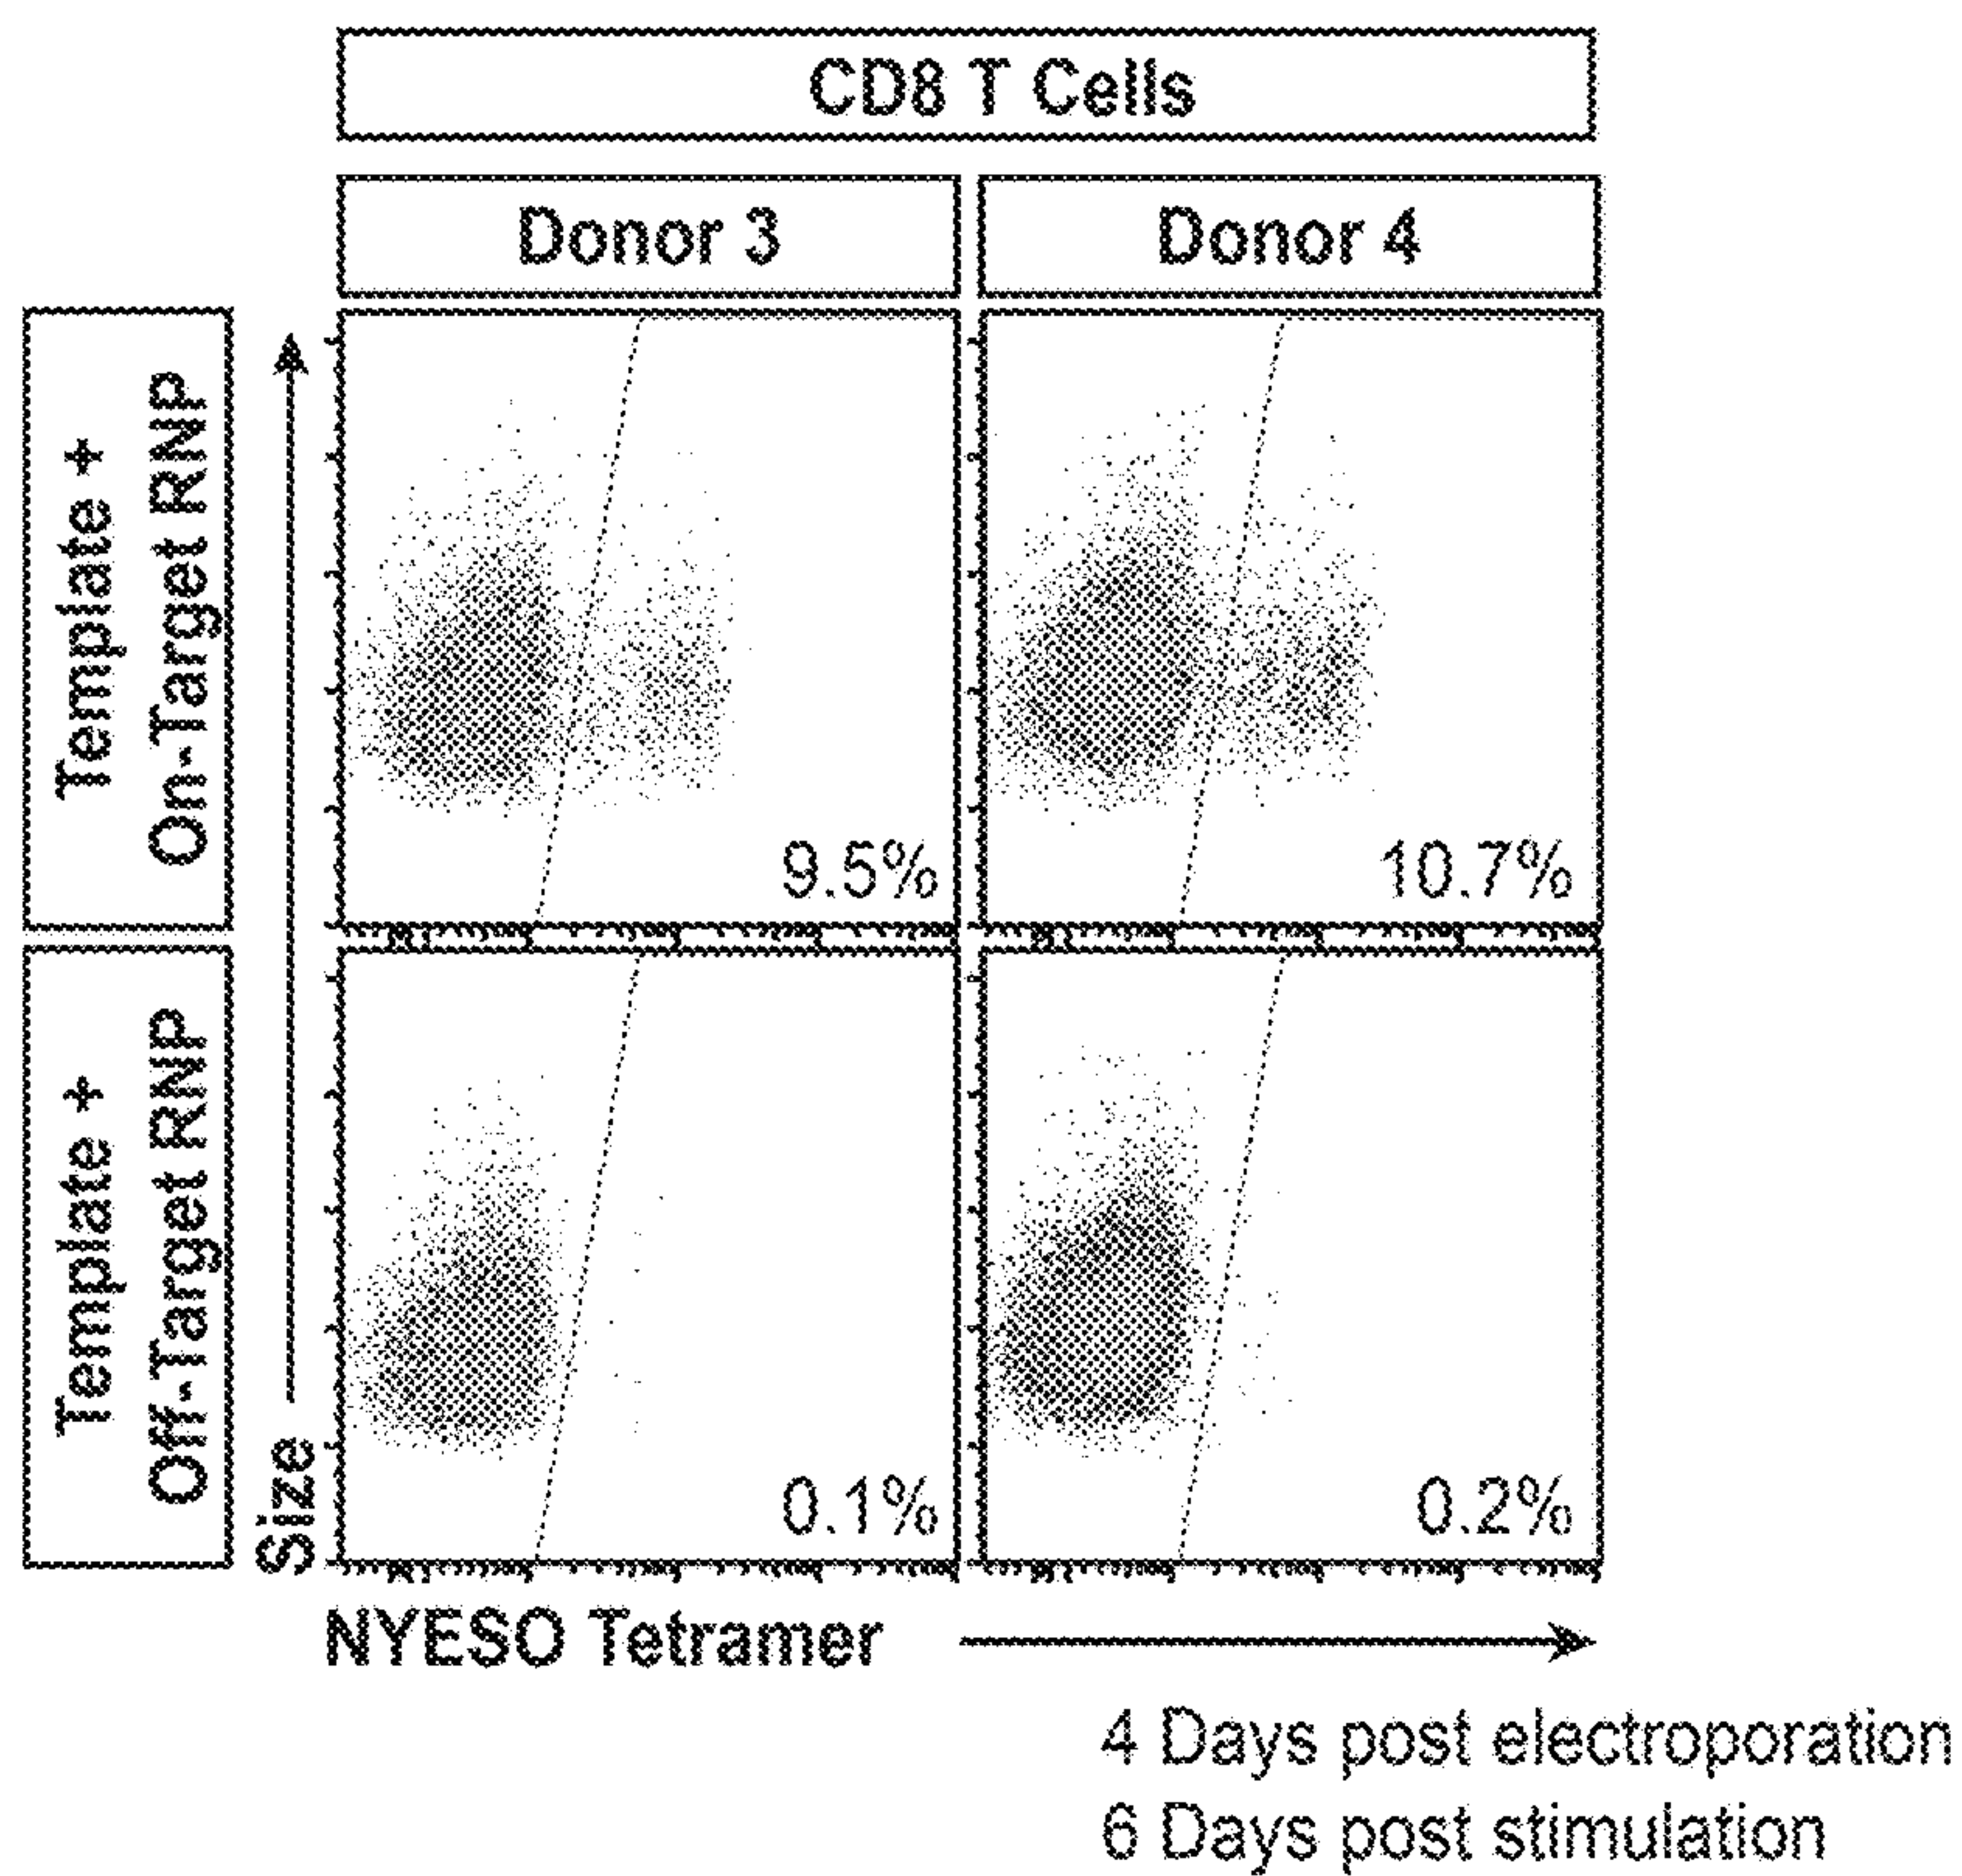 CD8 T Cells
Donor 3
Donor 4
Template +
On-Target RNP
9.5%
10.7%
Template +
Off-Target RNP
0.1%
0.2%
Size
NYESO Tetramer
4 Days post electroporation
6 Days post stimulation